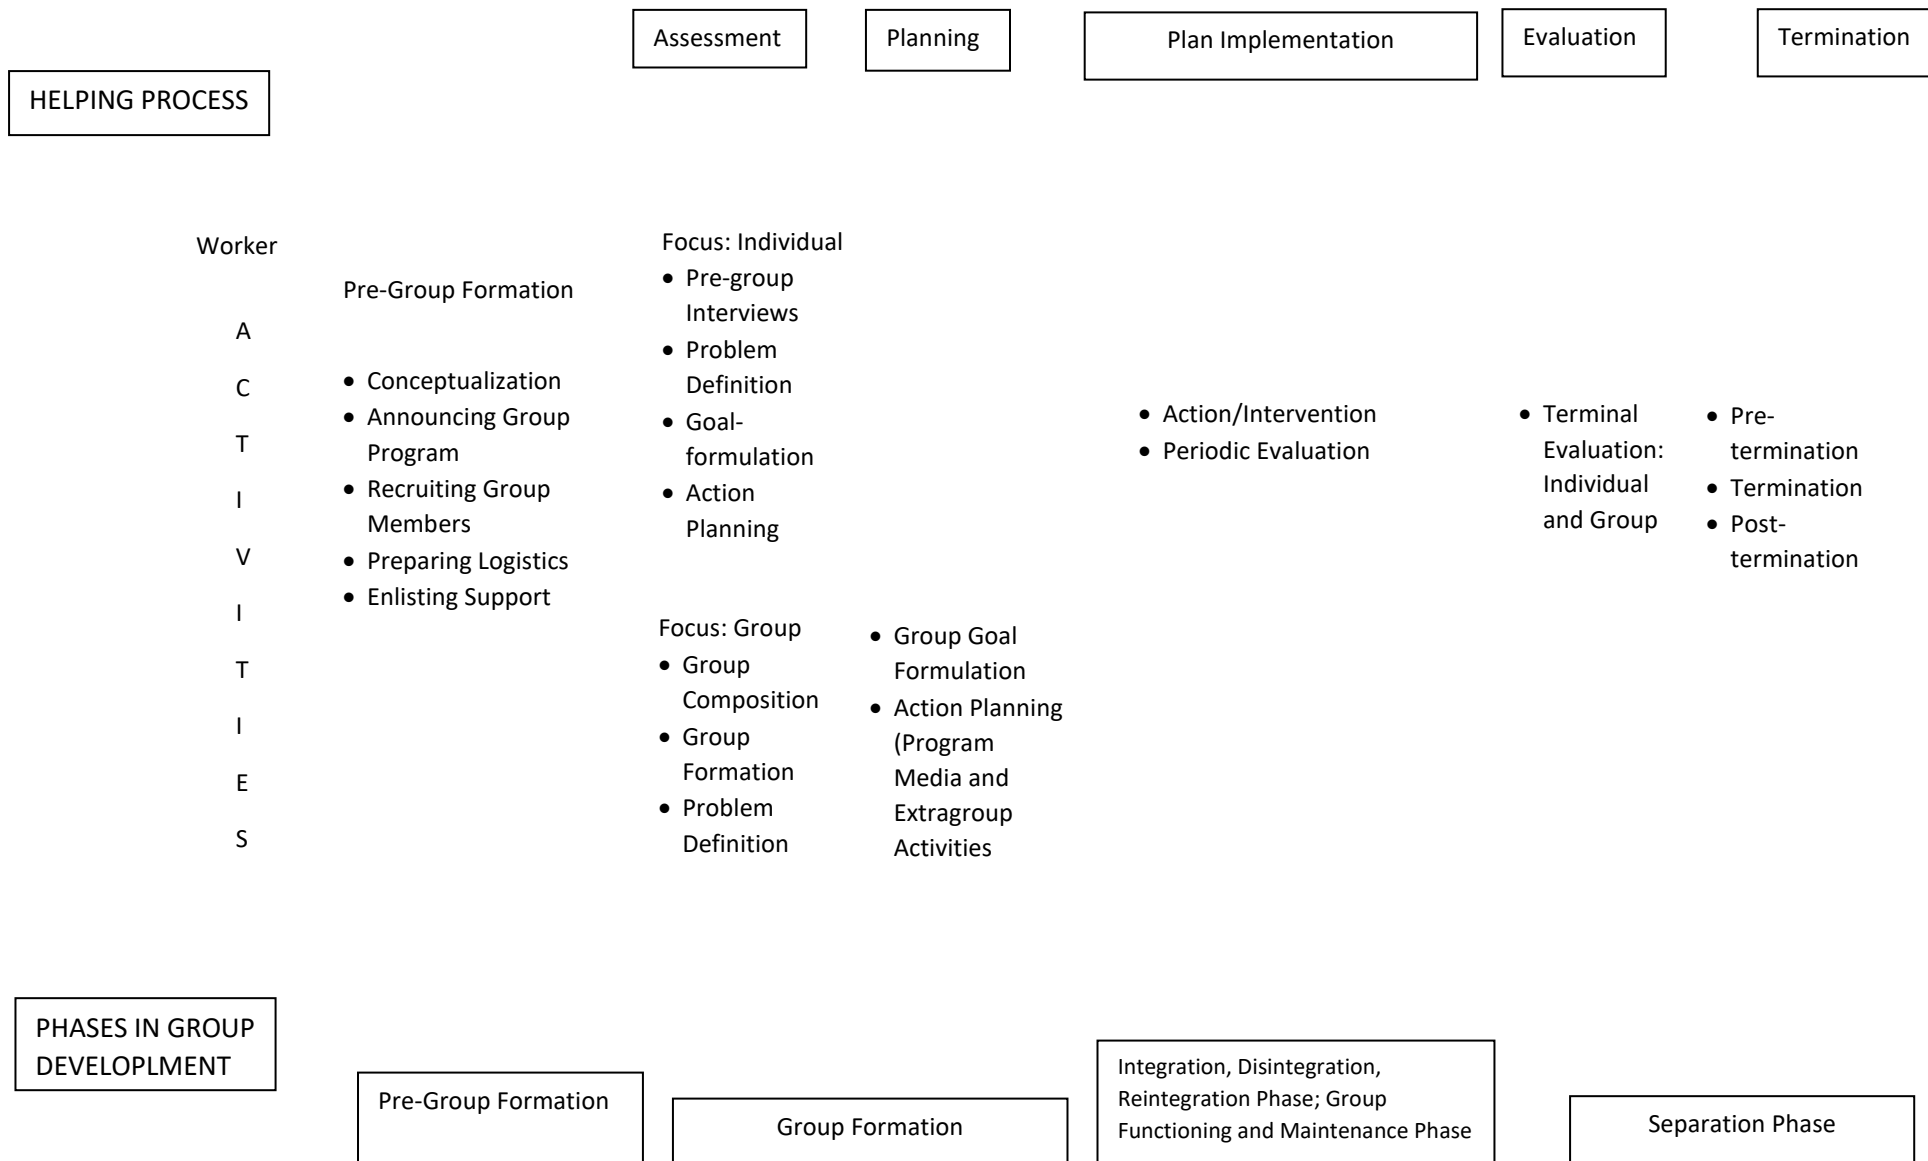 Assessment
Planning
Plan Implementation
Evaluation
Termination
HELPING PROCESS
Worker
A
C
T
I
V
I
T
I
E
S
Pre-Group Formation
• Conceptualization
• Announcing Group
Program
• Recruiting Group
Members
• Preparing Logistics
• Enlisting Support
Focus: Individual
• Pre-group
Interviews
• Problem
Definition
• Goal-
formulation
• Action
Planning
Focus: Group
• Group
Composition
• Group
Formation
• Problem
Definition
• Group Goal
Formulation
• Action Planning
(Program
Media and
Extragroup
Activities
• Action/Intervention
• Periodic Evaluation
• Terminal
Evaluation:
Individual
and Group
• Pre-
termination
• Termination
• Post-
termination
PHASES IN GROUP
DEVELOPLMENT
Pre-Group Formation
Group Formation
Integration, Disintegration,
Reintegration Phase; Group
Functioning and Maintenance Phase
Separation Phase